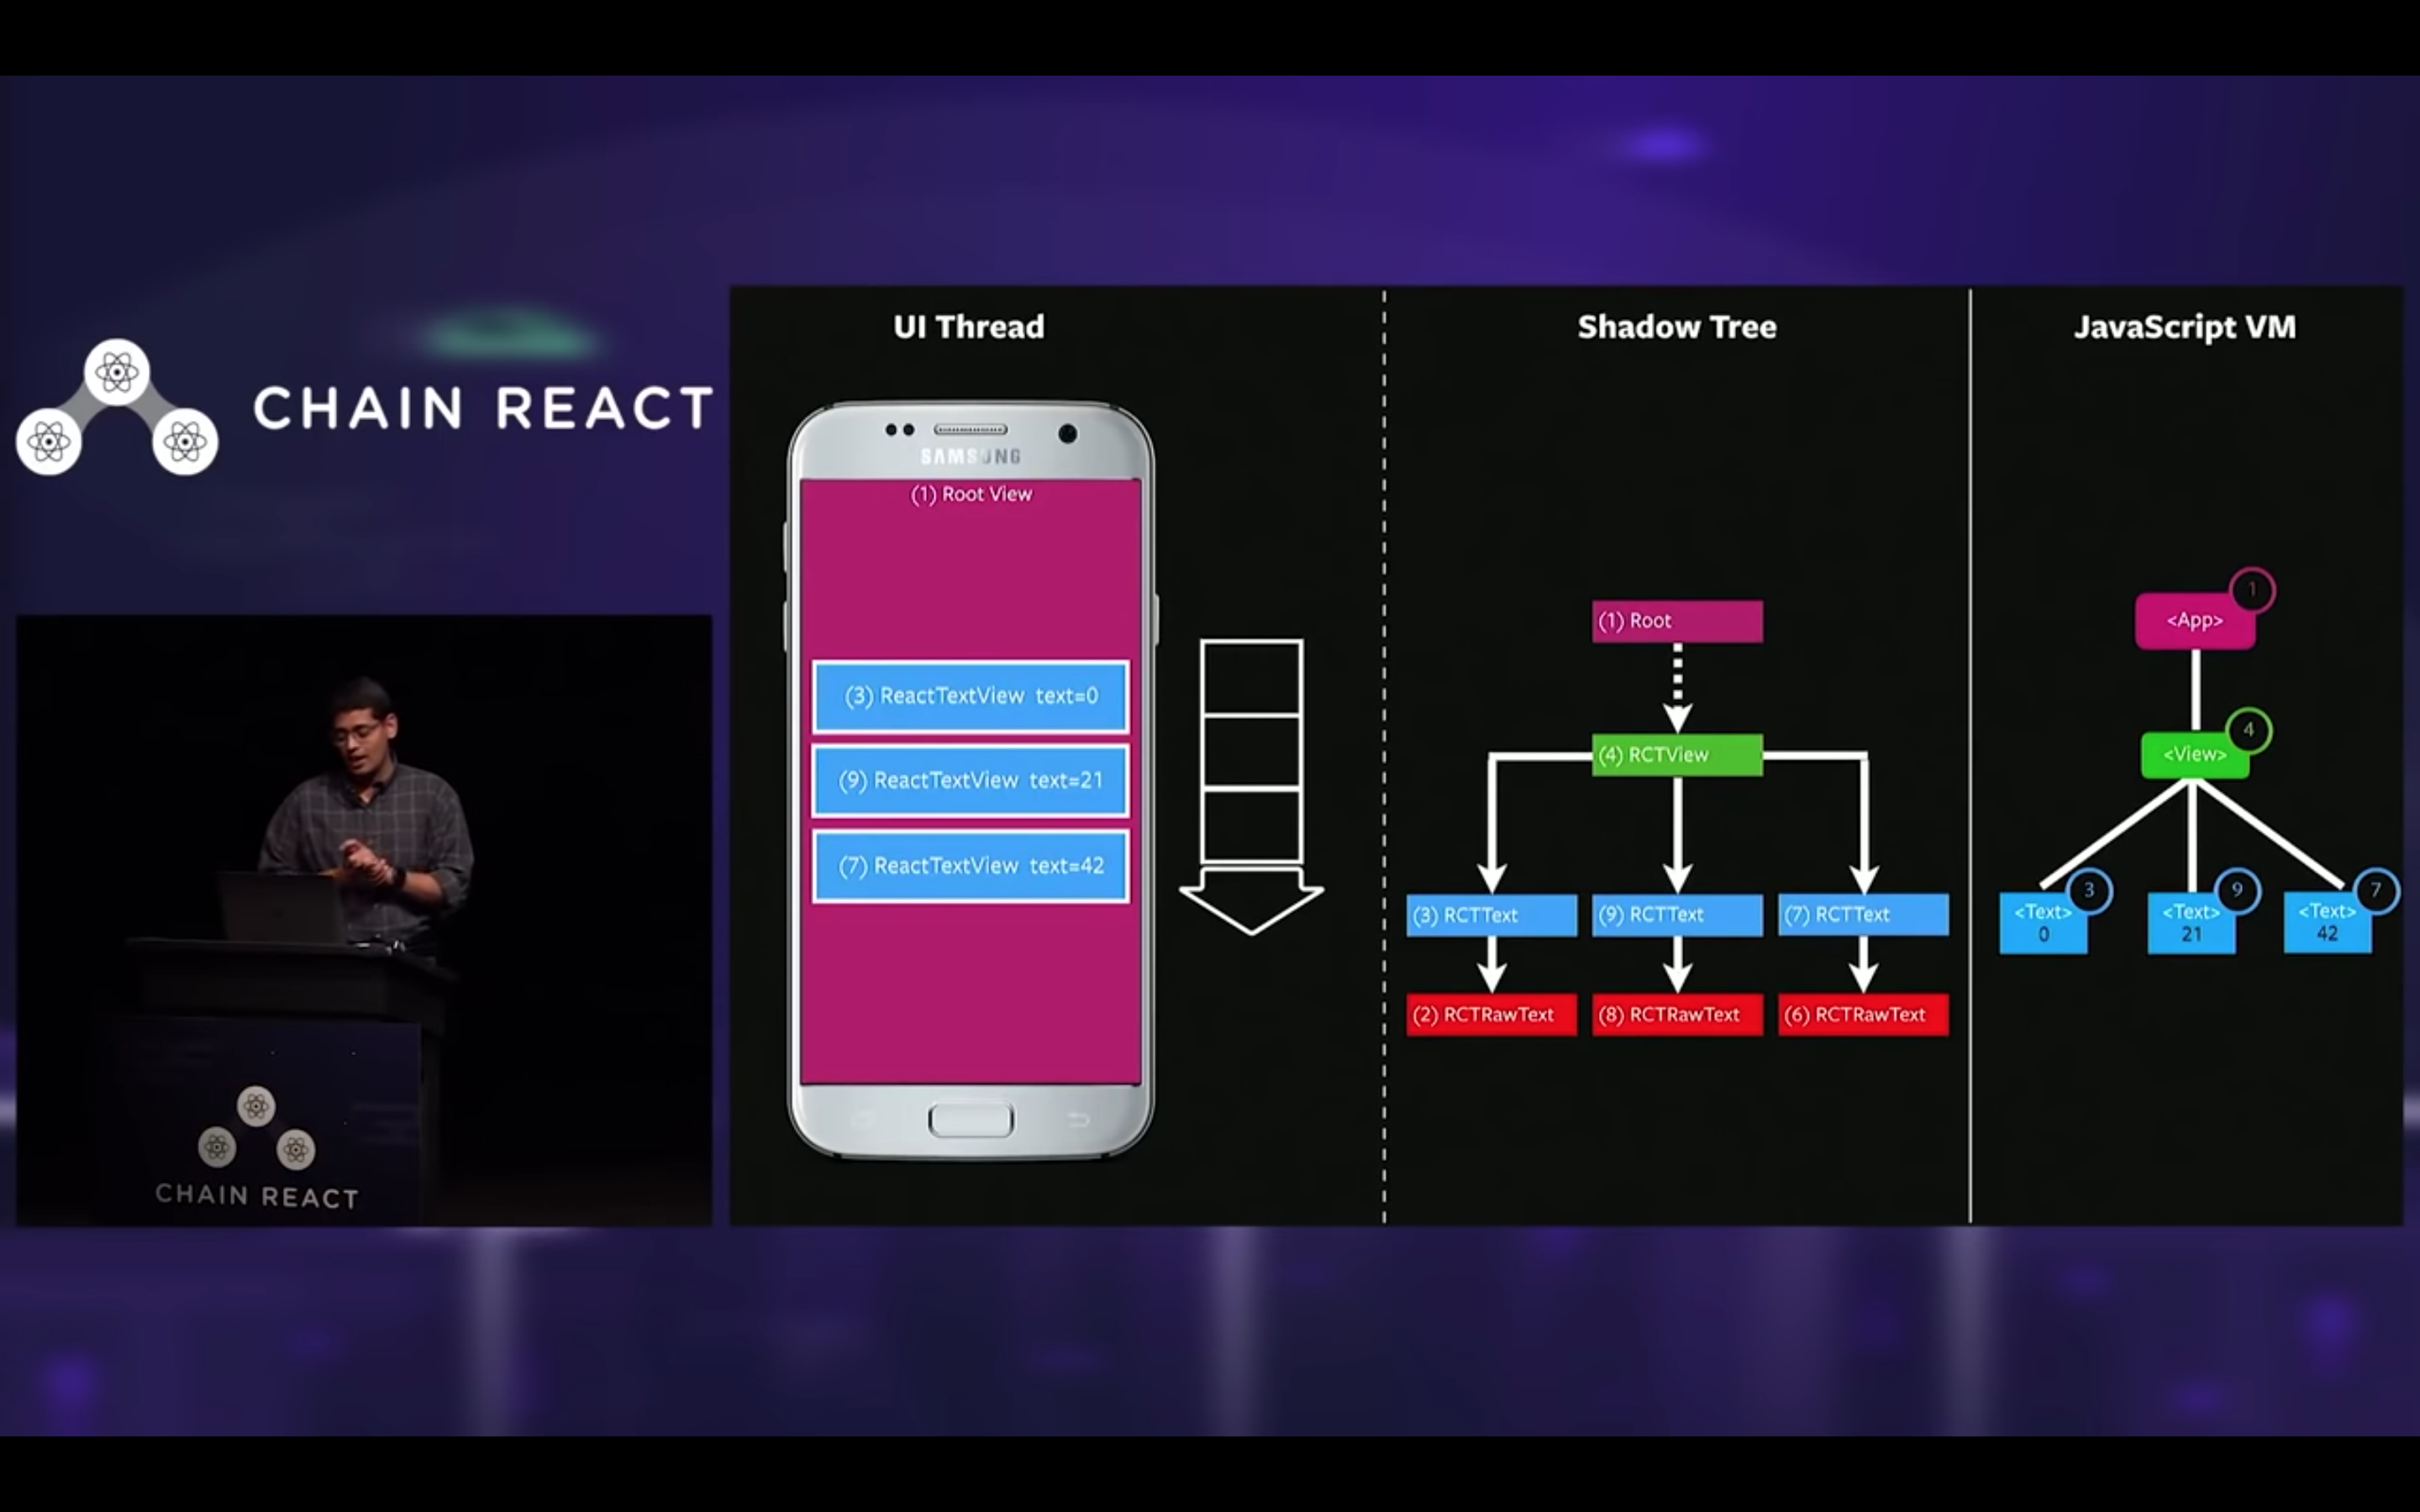 CHAIN REACT
UI Thread
SAMSUNG
(1) Root View
(3) ReactTextView text=0
(9) ReactTextView text=21
(7) ReactTextView text=42
Shadow Tree
(1) Root
(4) RCTView
(3) RCTText
(9) RCTText
(7) RCTText
(2) RCTRawText
(8) RCTRawText
(6) RCTRawText
JavaScript VM
1
<App>
4
<View>
3
<Text>
0
9
<Text>
21
7
<Text>
42
CHAIN REACT